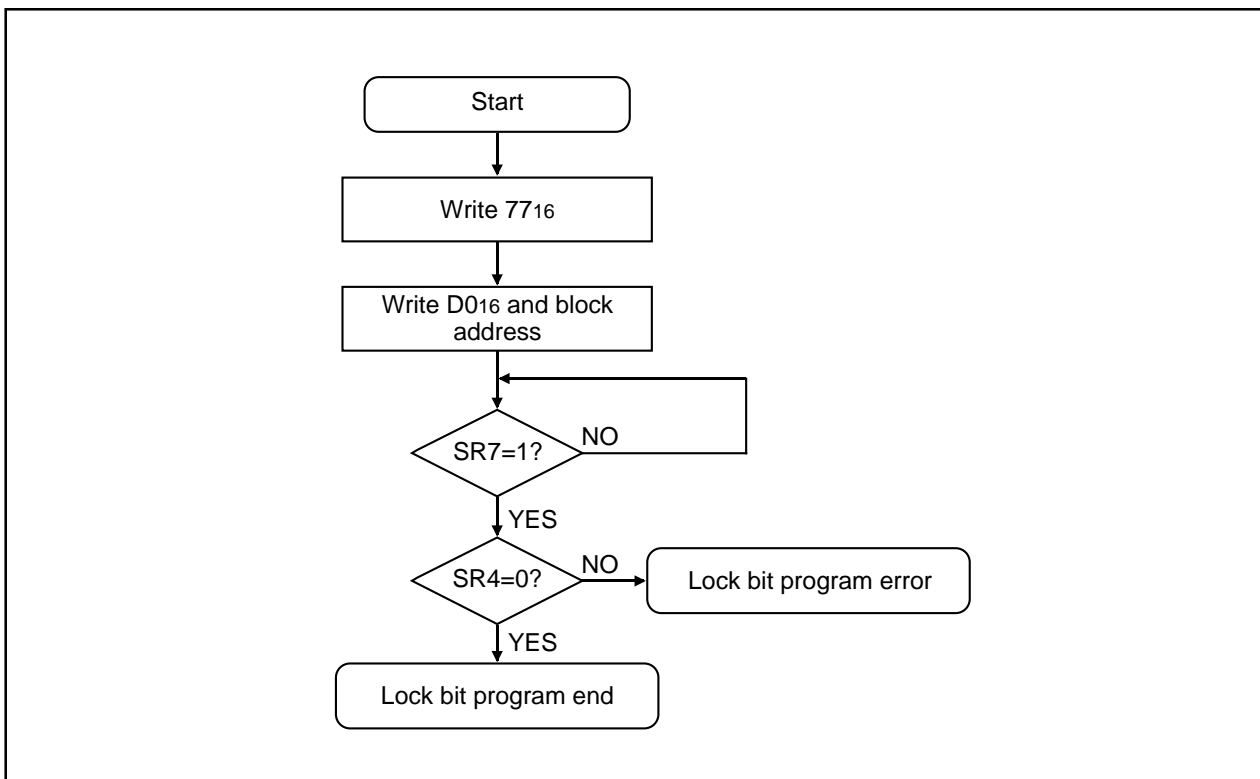 Start
Write 7716
Write D016 and block
address
SR7=1?
NO
YES
SR4=0?
NO
Lock bit program error
YES
Lock bit program end